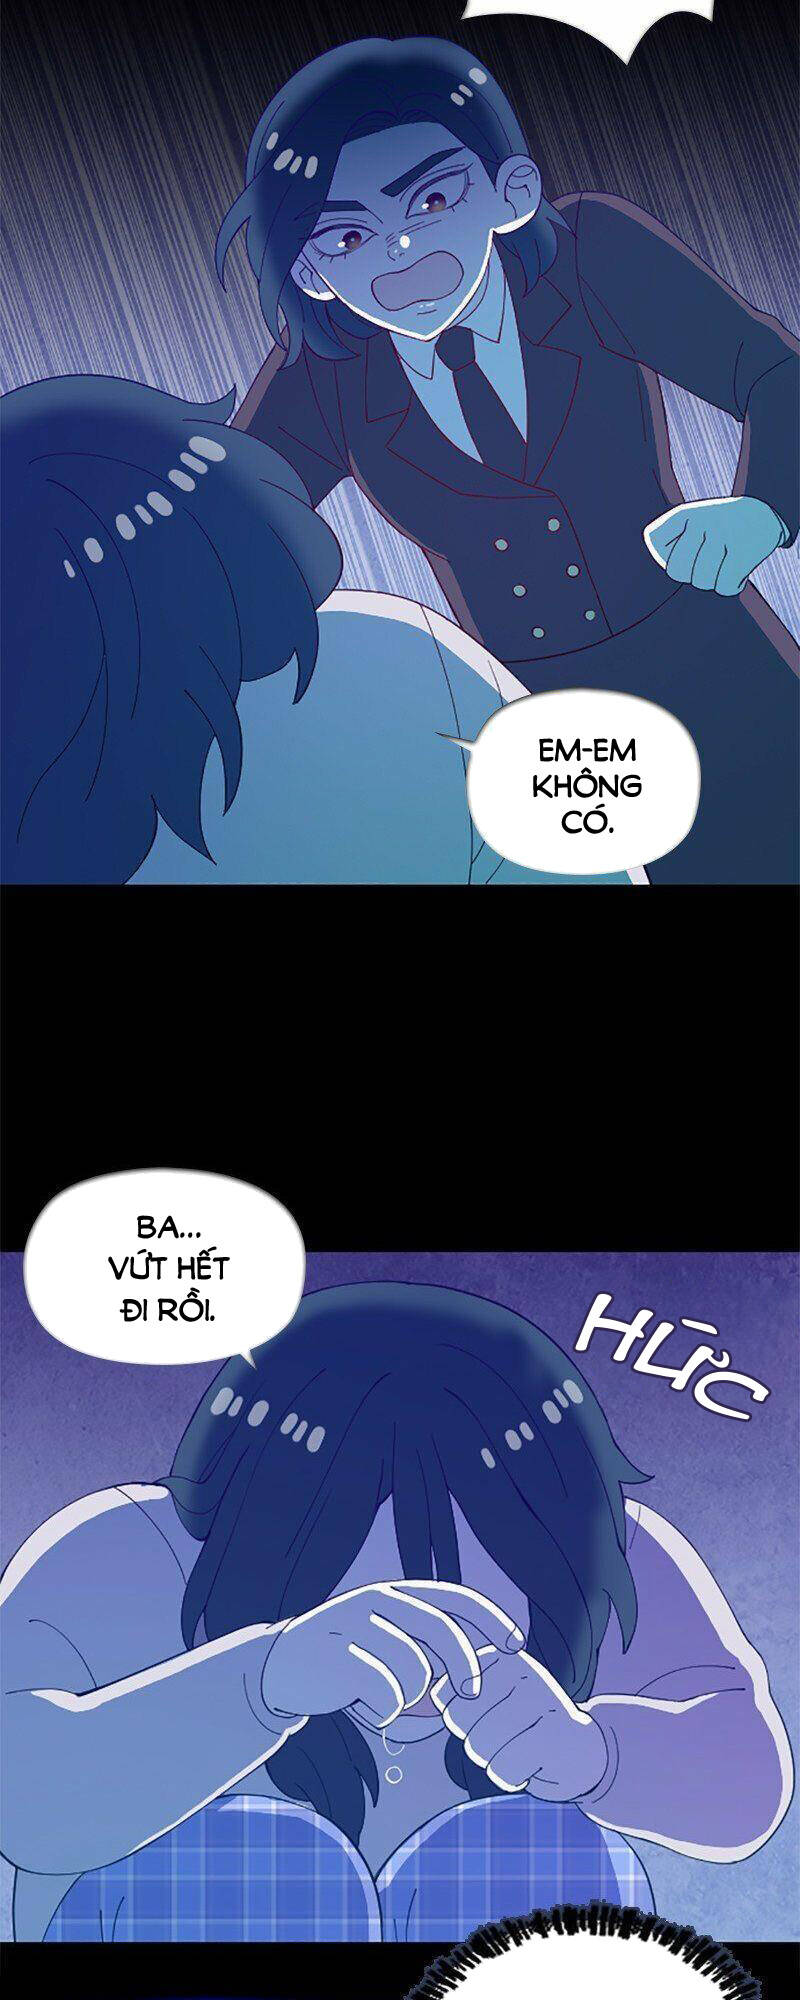 EM-EM
KHÔNG
CÓ.
BA...
VỨT HẾT
ĐI RỒI.
HỨC